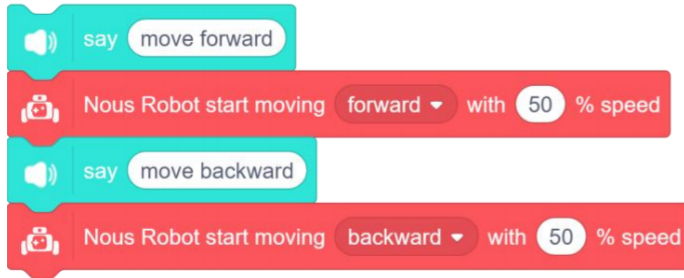 say move forward
Nous Robot start moving forward with 50 % speed
say move backward
Nous Robot start moving backward with 50 % speed